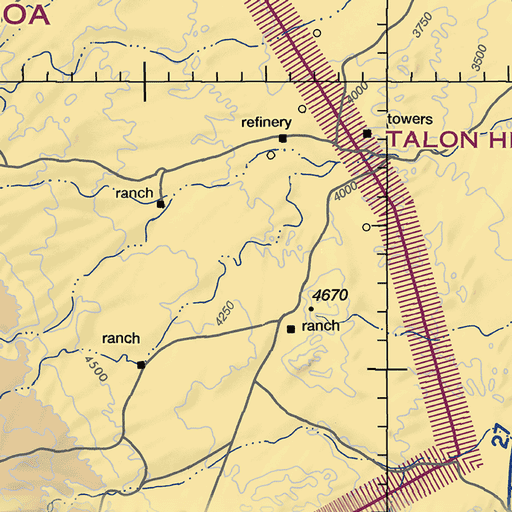 OA
3750
3500
4000
refinery
towers
TALON HI
ranch
4000
4670
4250
ranch
ranch
4500
27